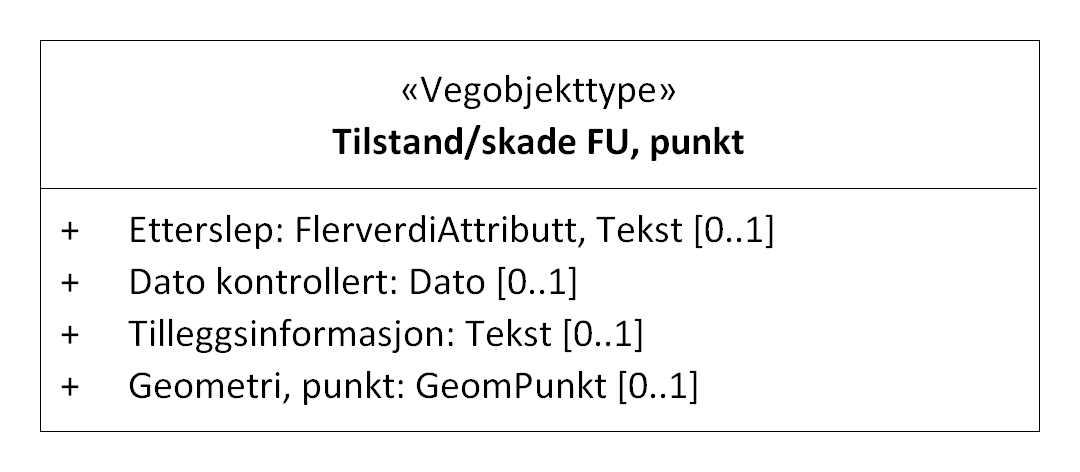 «Vegobjekttype»
Tilstand/skade FU, punkt
+ Etterslep: FlerverdiAttributt, Tekst [0..1]
+ Dato kontrollert: Dato [0..1]
+ Tilleggsinformasjon: Tekst [0..1]
+ Geometri, punkt: GeomPunkt [0..1]